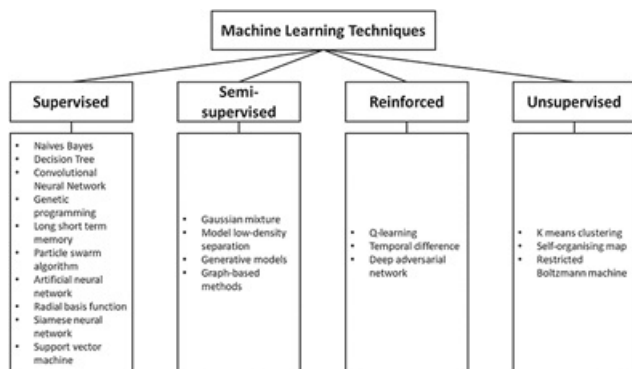 Machine Learning Techniques
Supervised
• Naives Bayes
• Decision Tree
• Convolutional
Neural Network
• Genetic
programming
• Long short term
memory
• Particle swarm
algorithm
• Artificial neural
network
• Radial basis function
• Siamese neural
network
• Support vector
machine
Semi-
supervised
• Gaussian mixture
• Model low-density
separation
• Generative models
• Graph-based
methods
Reinforced
• Q-learning
• Temporal difference
• Deep adversarial
network
Unsupervised
• K means clustering
• Self-organising map
• Restricted
Boltzmann machine